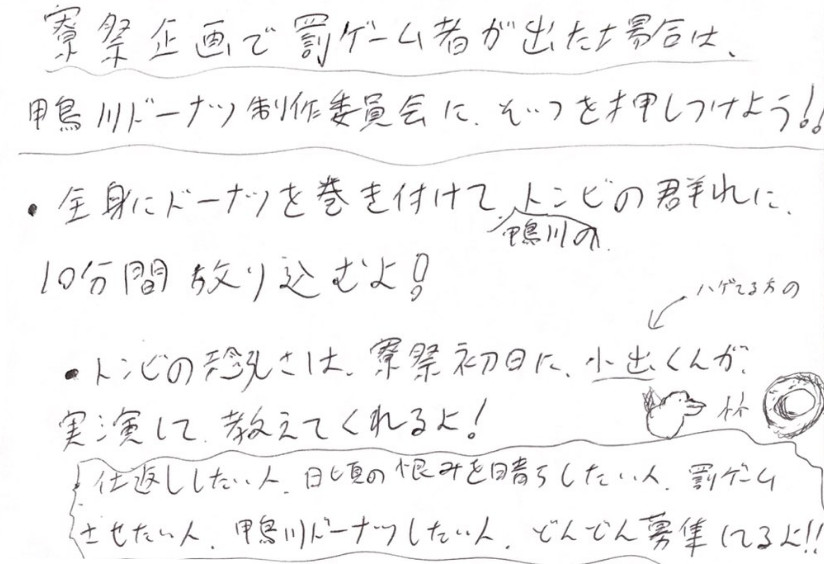 寮祭企画で罰ゲーム者が出た場合は、
鴨川ドーナツ制作委員会に、そいつを押しつけよう!!
・全身にドーナツを巻き付けて、鴨川のトンビの群れに、
10分間放り込むよ!
ハゲてる方の
・トンビの恐ろしさは、寮祭初日に、小出くんが、
実演して、教えてくれるよ!
仕返ししたい人、日頃の恨みを晴らしたい人、罰ゲーム
させたい人、鴨川ドーナツしたい人、どんどん募集してるよ!!